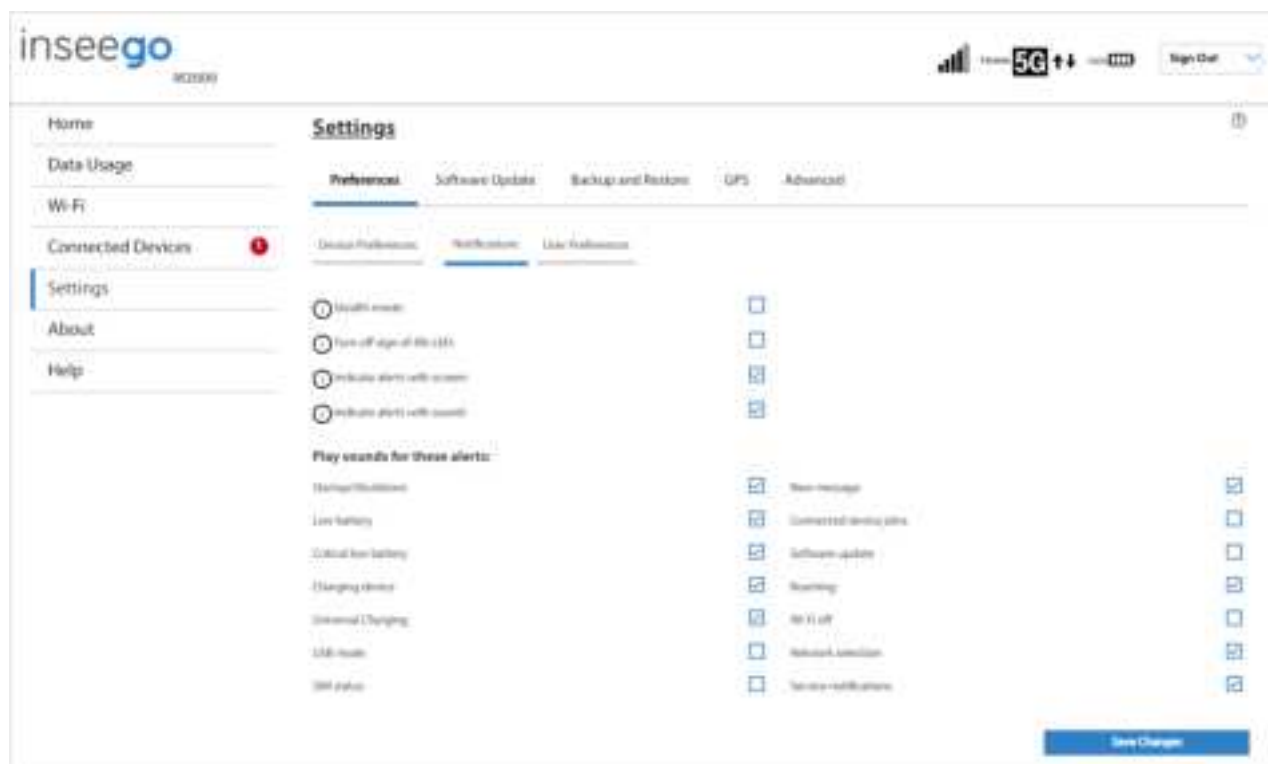 inseego
M2000
5G
Sign Out
Home
Data Usage
Wi-Fi
Connected Devices
1
Settings
About
Help
Settings
Preferences Software Update Backup and Restore GPS Advanced
Device Preferences Notifications User Preferences
Stealth mode
Turn off sign of life LEDs
Indicate alerts with screen
Indicate alerts with sound
Play sounds for these alerts:
Startup/Shutdown New message
Low battery Connected device joins
Critical low battery Software update
Charging device Roaming
Universal Charging Wi-Fi off
USB mode Network selection
SIM status Service notifications
Save Changes